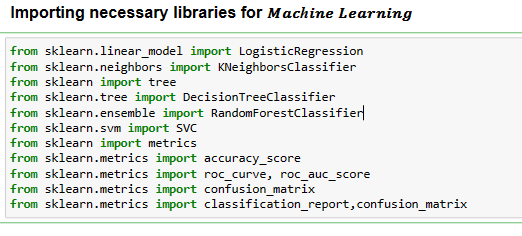 Importing necessary libraries for Machine Learning
from sklearn.linear_model import LogisticRegression
from sklearn.neighbors import KNeighborsClassifier
from sklearn import tree
from sklearn.tree import DecisionTreeClassifier
from sklearn.ensemble import RandomForestClassifier
from sklearn.svm import SVC
from sklearn import metrics
from sklearn.metrics import accuracy_score
from sklearn.metrics import roc_curve, roc_auc_score
from sklearn.metrics import confusion_matrix
from sklearn.metrics import classification_report,confusion_matrix